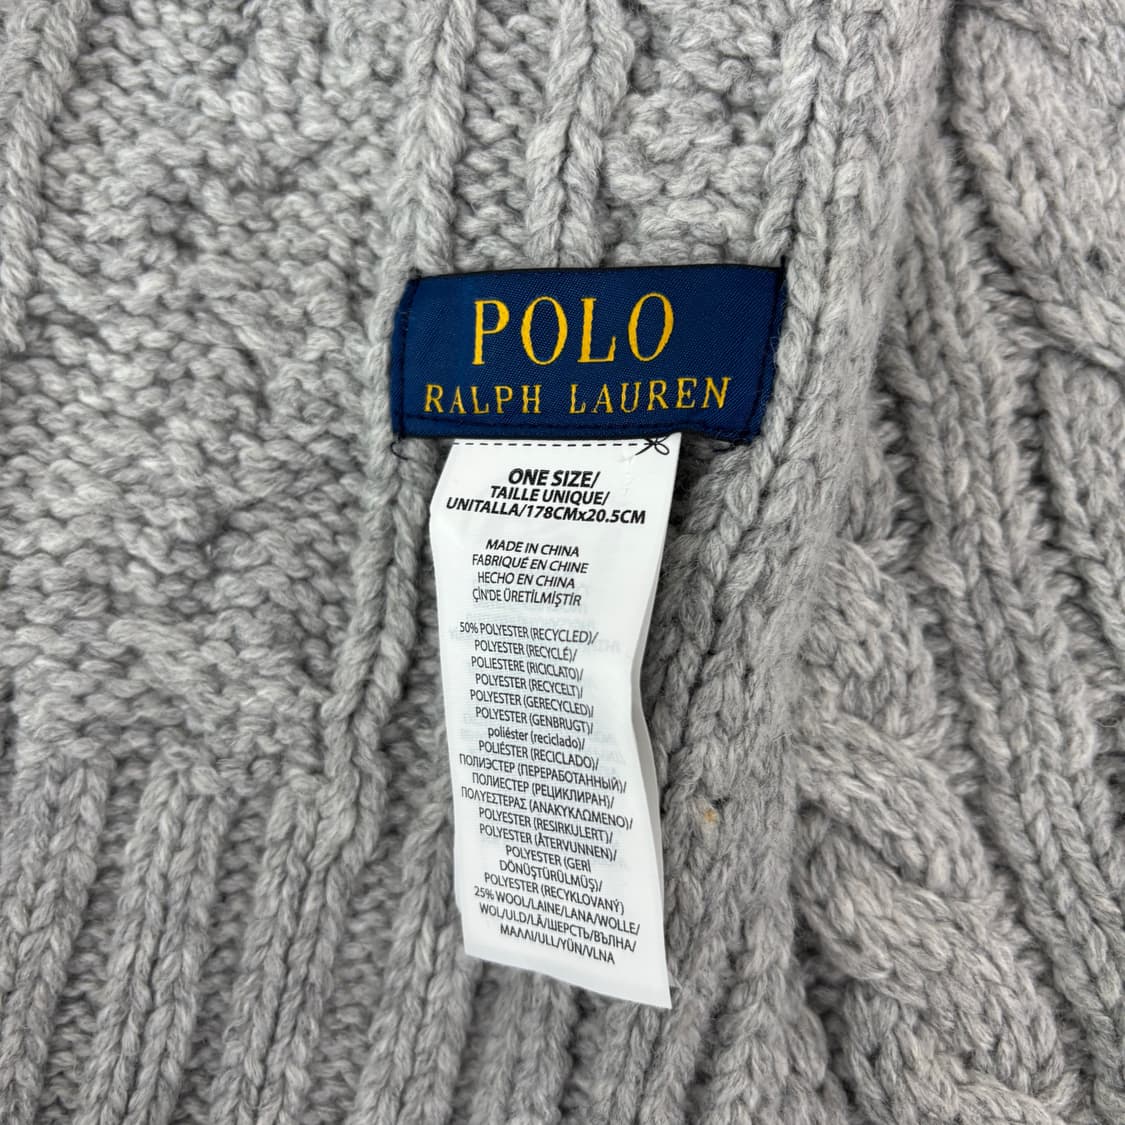 POLO
RALPH LAUREN
ONE SIZE/
TAILLE UNIQUE/
UNITALLA/178CMx20.5CM
MADE IN CHINA
FABRIQUÉ EN CHINE
HECHO EN CHINA
ÇİN'DE ÜRETİLMİŞTİR
50% POLYESTER (RECYCLED)/
POLYESTER (RECYCLÉ)/
POLIESTERE (RICICLATO)/
POLYESTER (RECYCELT)/
POLYESTER (GERECYCLED)/
POLYESTER (GENBRUGT)/
poliéster (reciclado)/
POLIÉSTER (RECICLADO)/
ПОЛИЭСТЕР (ПЕРЕРАБОТАННЫЙ)/
ПОЛИЕСТЕР (РЕЦИКЛИРАН)/
ΠΟΛΥΕΣΤΕΡΑΣ (ΑΝΑΚΥΚΛΩΜΕΝΟ)/
POLYESTER (RESIRKULERT)/
POLYESTER (ÅTERVUNNEN)/
POLYESTER (GERİ
DÖNÜŞTÜRÜLMÜŞ)/
POLYESTER (RECYKLOVANÝ)
25% WOOL/LAINE/LANA/WOLLE/
WOL/ULD/LÃ/ШЕРСТЬ/ВЪЛНА/
ΜΑΛΛΙ/ULL/YÜN/VLNA